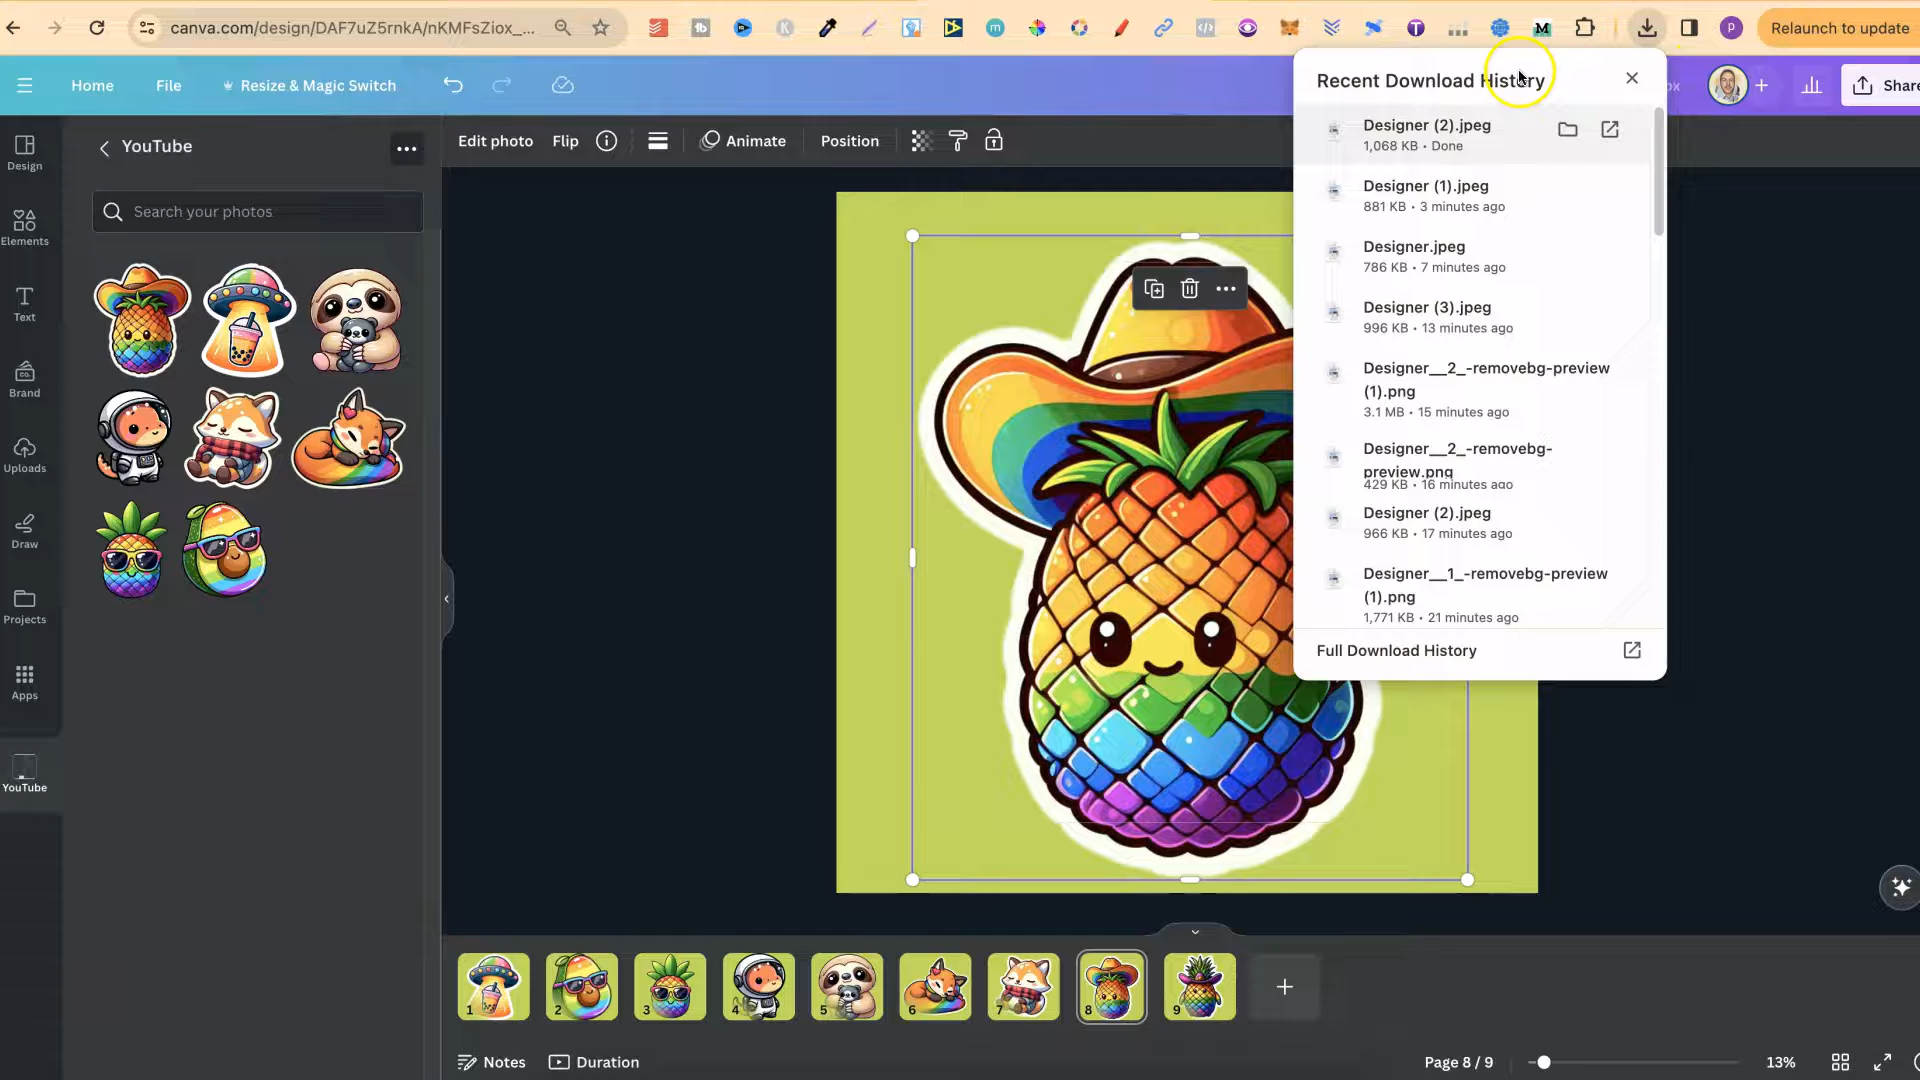 canva.com/design/DAF7uZ5rnkA/nKMFsZiox_...
Relaunch to update
Home
File
Resize & Magic Switch
Share
Recent Download History
Designer (2).jpeg
1,068 KB • Done
Designer (1).jpeg
881 KB • 3 minutes ago
Designer.jpeg
786 KB • 7 minutes ago
Designer (3).jpeg
996 KB • 13 minutes ago
Designer__2_-removebg-preview
(1).png
3.1 MB • 15 minutes ago
Designer__2_-removebg-
preview.png
429 KB • 16 minutes ago
Designer (2).jpeg
966 KB • 17 minutes ago
Designer__1_-removebg-preview
(1).png
1,771 KB • 21 minutes ago
Full Download History
Edit photo
Flip
Animate
Position
YouTube
Search your photos
Design
Elements
Text
Brand
Uploads
Draw
Projects
Apps
YouTube
1
2
3
4
5
6
7
8
9
Notes
Duration
Page 8 / 9
13%